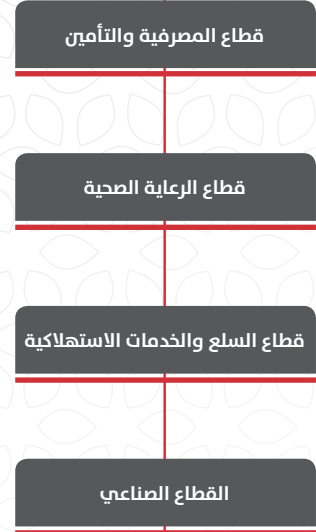 قطاع المصرفية والتأمين
قطاع الرعاية الصحية
قطاع السلع والخدمات الاستهلاكية
القطاع الصناعي